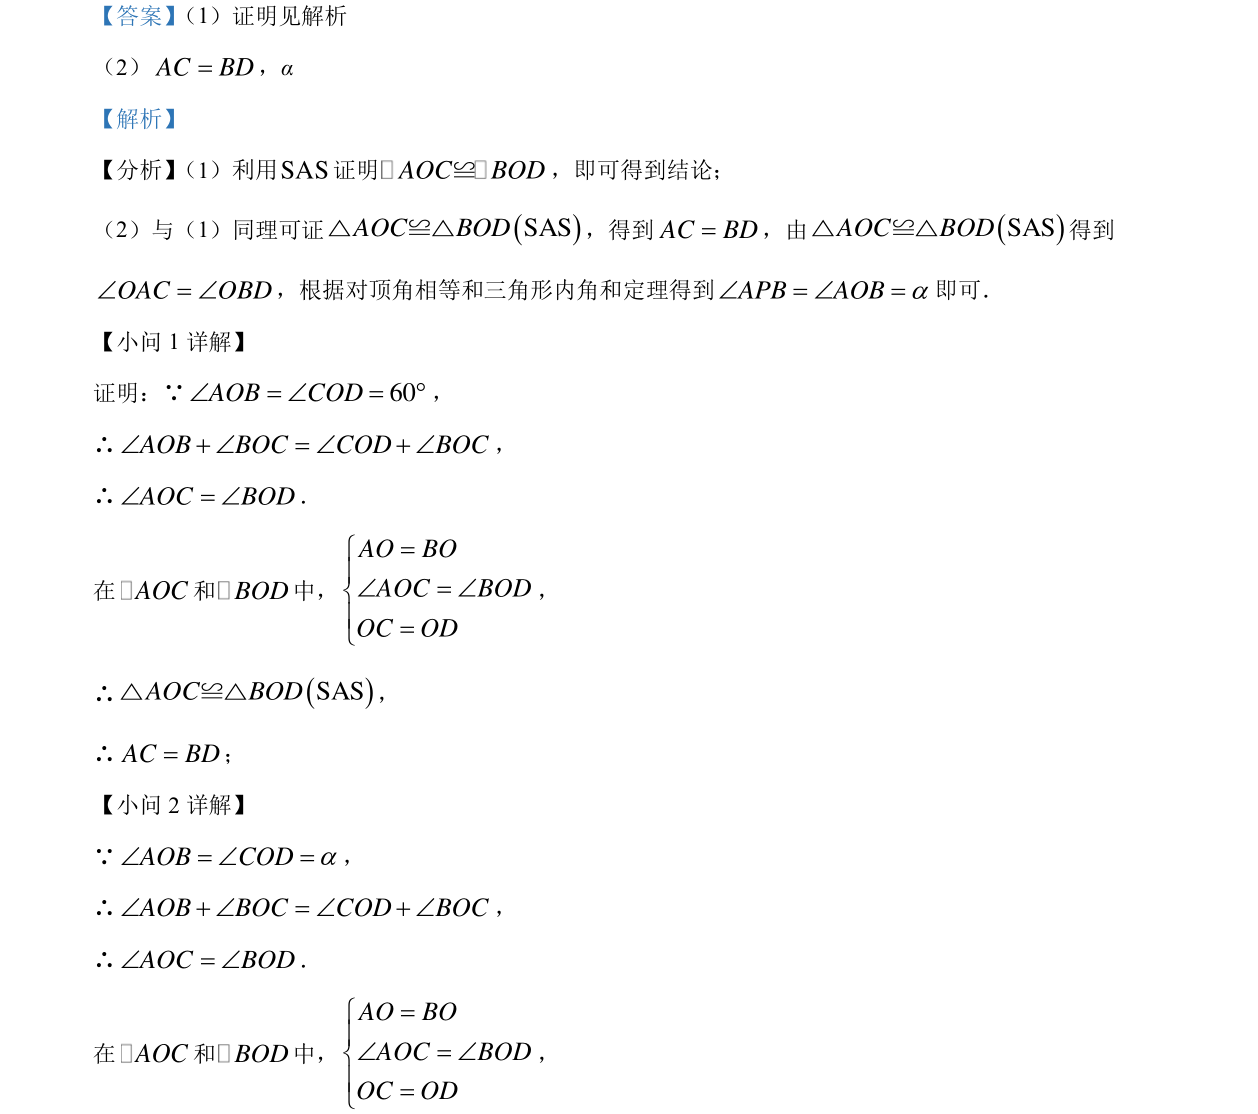 【答案】（1）证明见解析
（2）AC = BD，α
【解析】
【分析】（1）利用SAS证明□AOC≌□BOD，即可得到结论；
（2）与（1）同理可证△AOC≌△BOD(SAS)，得到AC = BD，由△AOC≌△BOD(SAS)得到
∠OAC = ∠OBD，根据对顶角相等和三角形内角和定理得到∠APB = ∠AOB = α即可．
【小问 1 详解】
证明：∵∠AOB = ∠COD = 60°，
∴∠AOB + ∠BOC = ∠COD + ∠BOC，
∴∠AOC = ∠BOD．
AO = BO
在□AOC和□BOD中，{∠AOC = ∠BOD，
OC = OD
∴△AOC≌△BOD(SAS)，
∴AC = BD；
【小问 2 详解】
∵∠AOB = ∠COD = α，
∴∠AOB + ∠BOC = ∠COD + ∠BOC，
∴∠AOC = ∠BOD．
AO = BO
在□AOC和□BOD中，{∠AOC = ∠BOD，
OC = OD